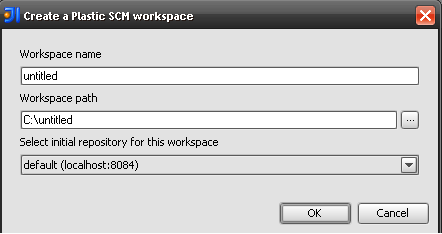 Create a Plastic SCM workspace
Workspace name
untitled
Workspace path
C:\untitled
...
Select initial repository for this workspace
default (localhost:8084)
OK Cancel